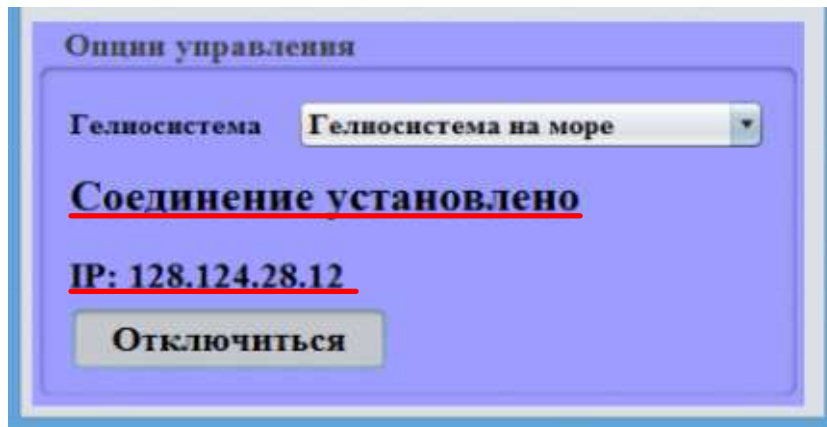 Опции управления
Гелиосистема Гелиосистема на море
Соединение установлено
IP: 128.124.28.12
Отключиться